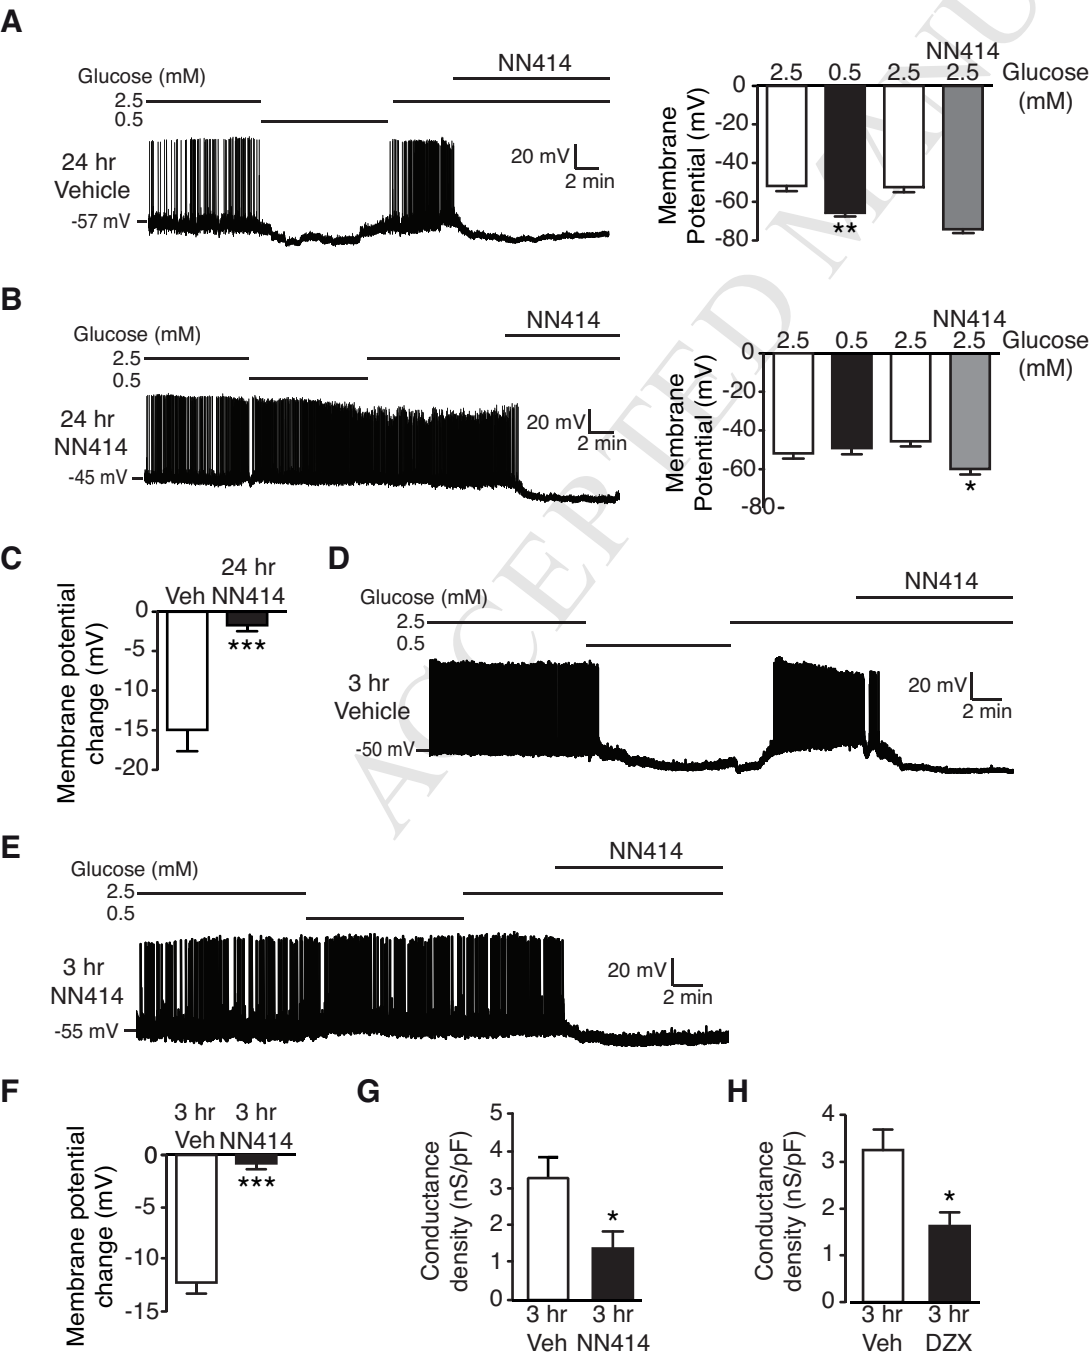 A
Glucose (mM)
NN414
2.5
0.5
24 hr
Vehicle
-57 mV
20 mV
2 min
NN414
2.5 0.5 2.5 2.5 Glucose
(mM)
Membrane
Potential (mV)
0
-20
-40
-60
-80
**
B
Glucose (mM)
NN414
2.5
0.5
24 hr
NN414
-45 mV
20 mV
2 min
NN414
2.5 0.5 2.5 2.5 Glucose
(mM)
Membrane
Potential (mV)
0
-20
-40
-60
-80-
*
C
24 hr
Veh NN414
Membrane potential
change (mV)
0
-5
-10
-15
-20
***
D
Glucose (mM)
NN414
2.5
0.5
3 hr
Vehicle
-50 mV
20 mV
2 min
E
Glucose (mM)
NN414
2.5
0.5
3 hr
NN414
-55 mV
20 mV
2 min
F
3 hr 3 hr
Veh NN414
Membrane potential
change (mV)
0
-5
-10
-15
***
G
Conductance
density (nS/pF)
5
4
3
2
1
0
*
3 hr 3 hr
Veh NN414
H
Conductance
density (nS/pF)
4
3
2
1
0
*
3 hr 3 hr
Veh DZX
ACCEPTED MANU